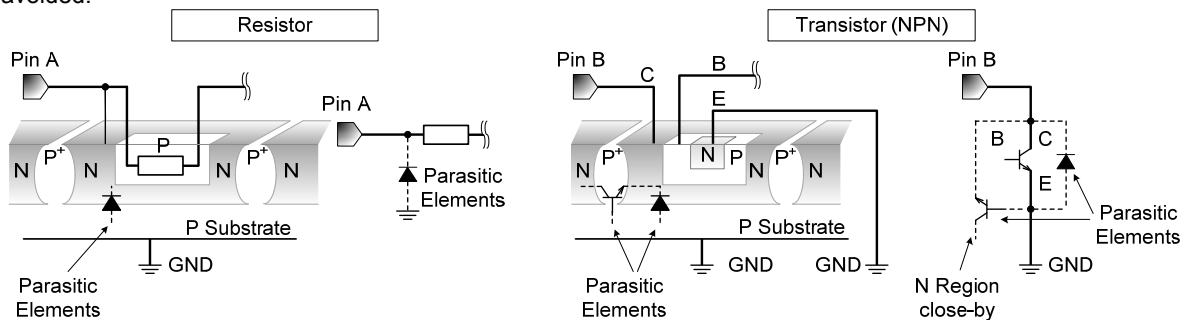 avoided.
Resistor
Transistor (NPN)
Pin A
Pin A
N P+ N P N P+ N
Parasitic
Elements
P Substrate
GND
Parasitic
Elements
Pin B
C
B
E
N P+ N P N P+ N
P Substrate
GND
GND
Parasitic
Elements
Pin B
B
C
E
Parasitic
Elements
GND
N Region
close-by